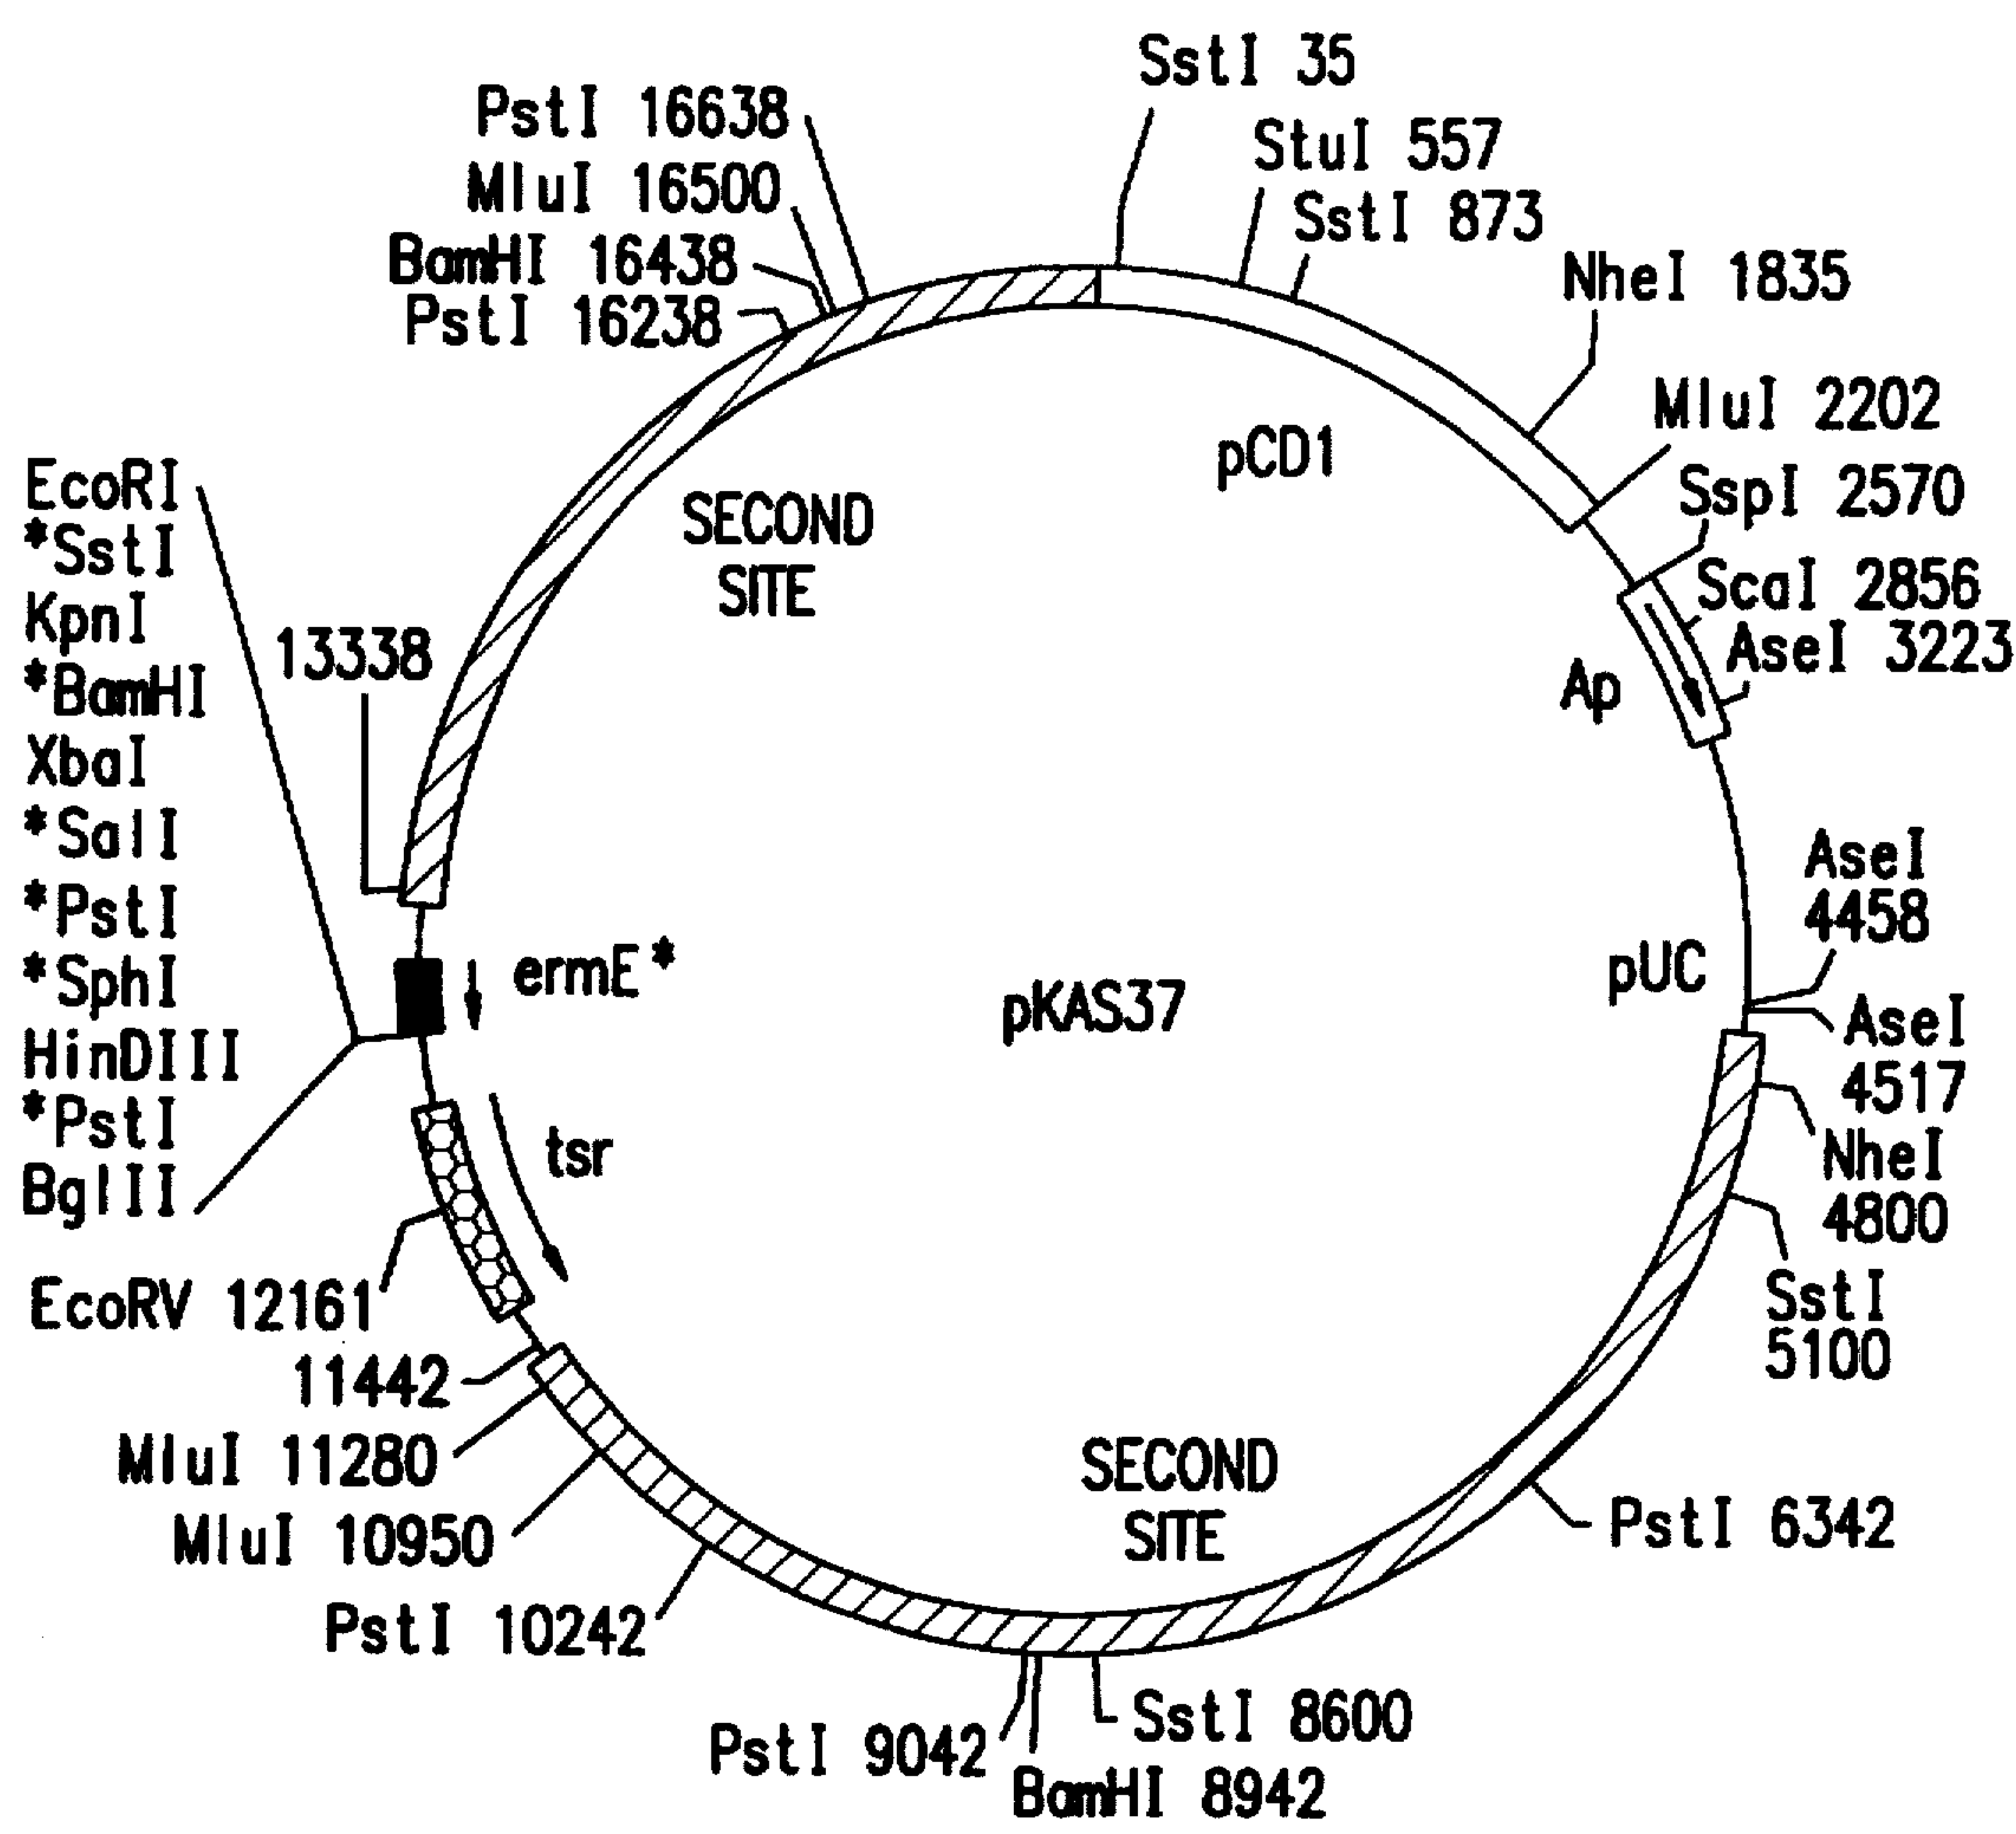 SstI 35
StuI 557
SstI 873
NheI 1835
MluI 2202
SspI 2570
ScaI 2856
AseI 3223
AseI
4458
AseI
4517
NheI
4800
SstI
5100
PstI 6342
SstI 8600
BamHI 8942
PstI 9042
PstI 10242
MluI 10950
MluI 11280
11442
EcoRV 12161
EcoRI
*SstI
KpnI
*BamHI
XbaI
*SalI
*PstI
*SphI
HinDIII
*PstI
BglII
13338
PstI 16238
BamHI 16438
MluI 16500
PstI 16638
pCD1
Ap
pUC
SECOND
SITE
tsr
ermE*
SECOND
SITE
pKAS37